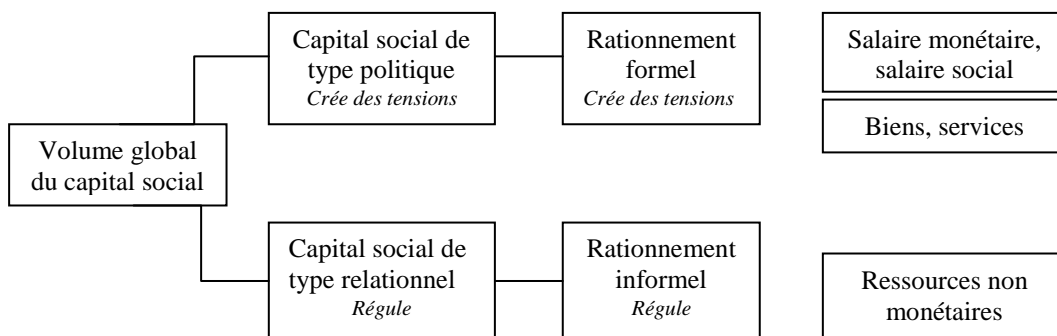 Volume global
du capital social
Capital social de
type politique
Crée des tensions
Rationnement
formel
Crée des tensions
Salaire monétaire,
salaire social
Biens, services
Capital social de
type relationnel
Régule
Rationnement
informel
Régule
Ressources non
monétaires